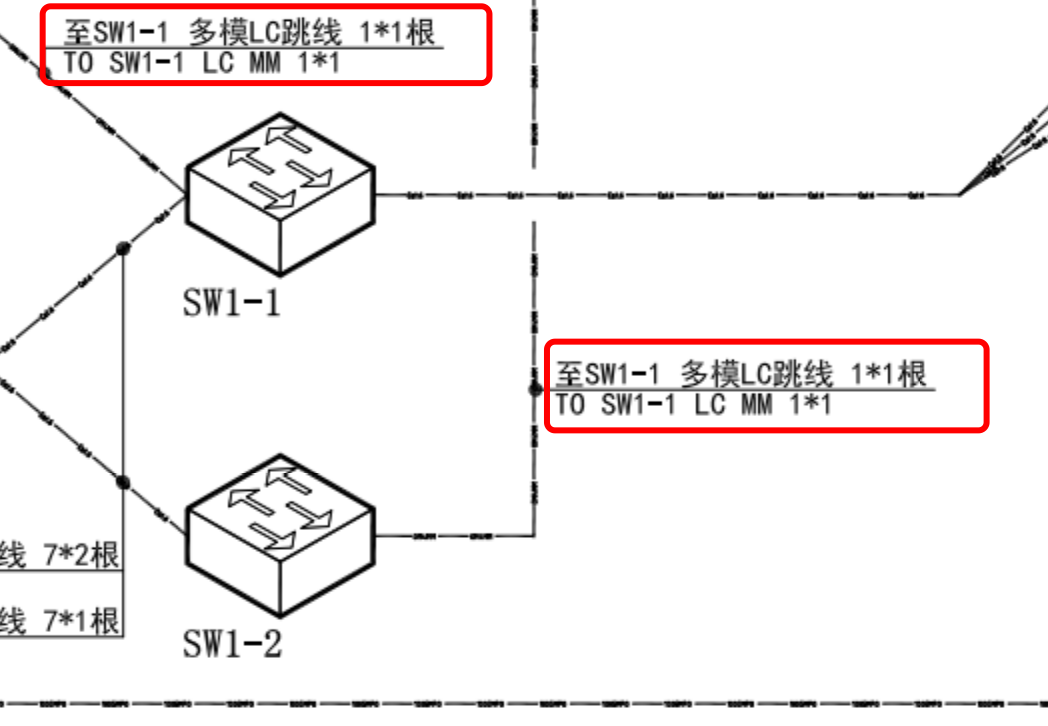 至SW1-1 多模LC跳线 1*1根
TO SW1-1 LC MM 1*1
SW1-1
至SW1-1 多模LC跳线 1*1根
TO SW1-1 LC MM 1*1
线 7*2根
线 7*1根
SW1-2